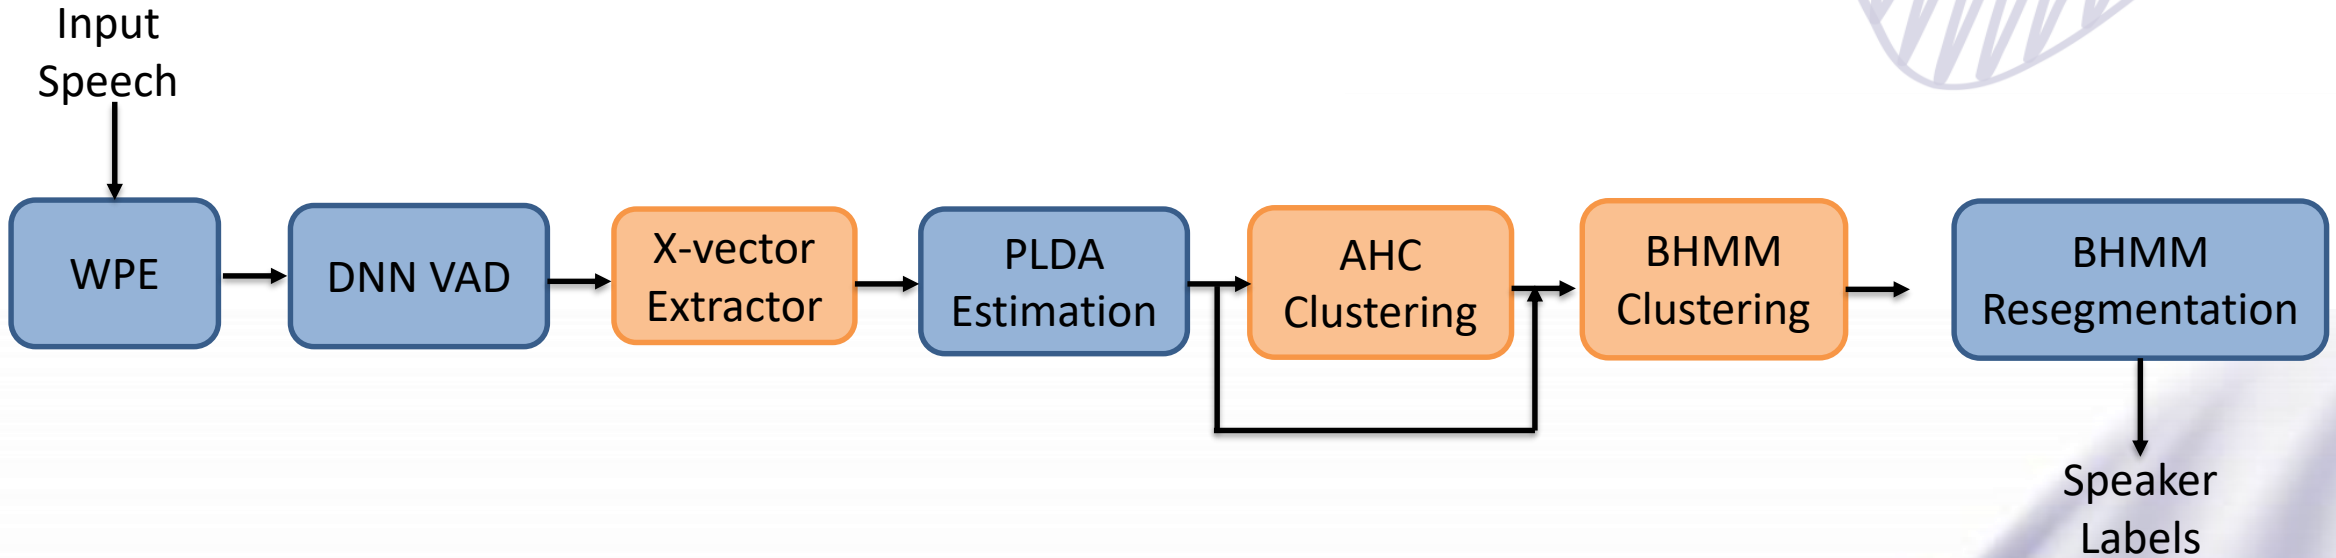 Input
Speech
WPE
DNN VAD
X-vector
Extractor
PLDA
Estimation
AHC
Clustering
BHMM
Clustering
BHMM
Resegmentation
Speaker
Labels